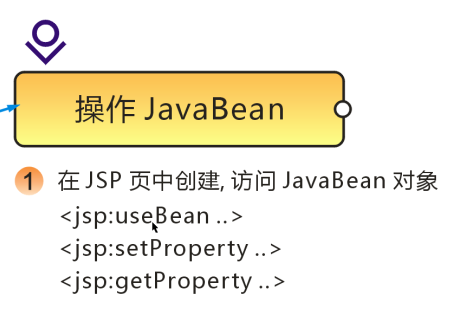 操作 JavaBean
1 在 JSP 页中创建, 访问 JavaBean 对象
<jsp:useBean ..>
<jsp:setProperty ..>
<jsp:getProperty ..>